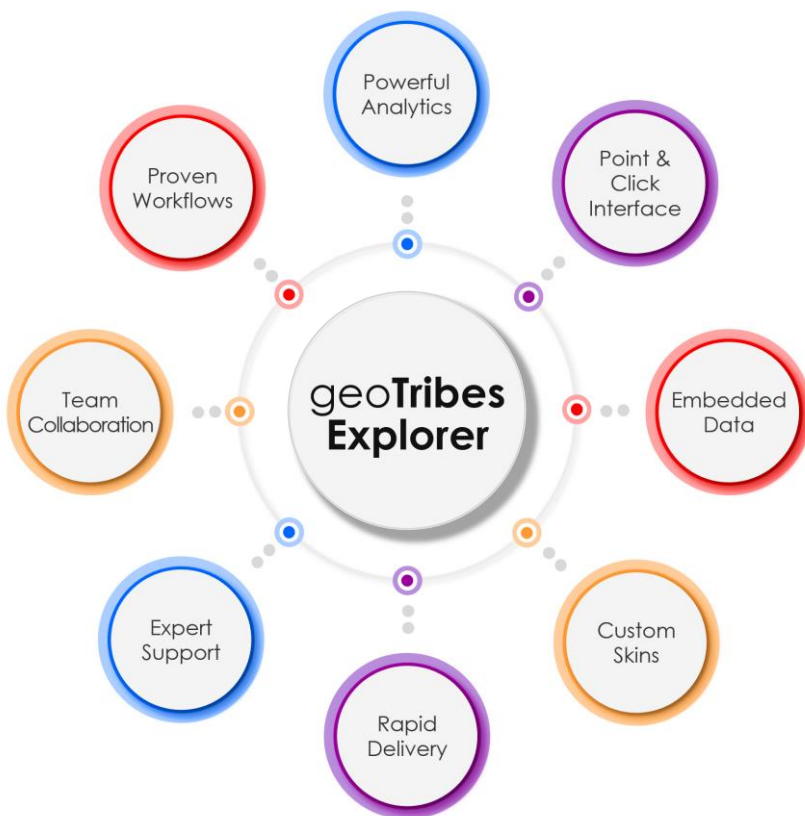 Powerful
Analytics
Point &
Click
Interface
Embedded
Data
Custom
Skins
Rapid
Delivery
Expert
Support
Team
Collaboration
Proven
Workflows
geoTribes
Explorer